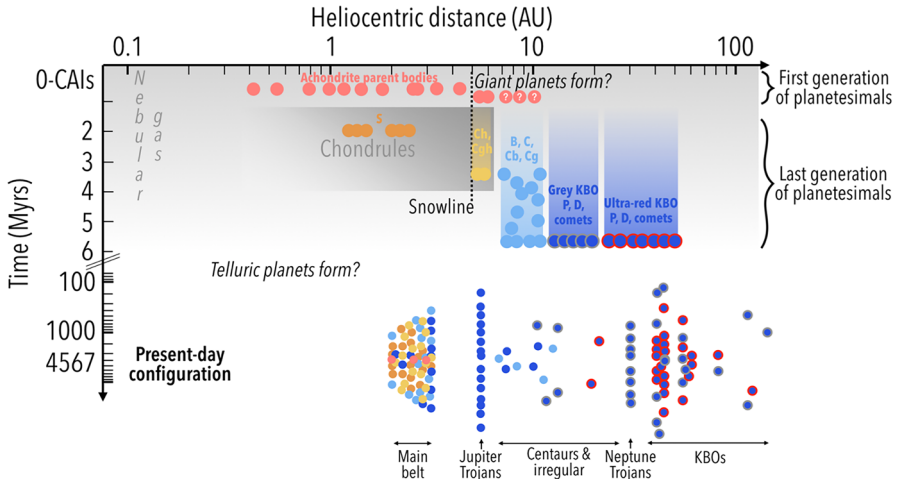 Heliocentric distance (AU)
0.1
1
10
100
0-CAIs
Achondrite parent bodies
Giant planets form?
First generation
of planetesimals
? ? ?
Nebular
gas
2
3
4
5
6
S
Chondrules
Ch,
Cgh
B, C,
Cb, Cg
Grey KBO
P, D,
comets
Ultra-red KBO
P, D, comets
Last generation
of planetesimals
Snowline
Time (Myrs)
Telluric planets form?
100
1000
4567
Present-day
configuration
Main
belt
Jupiter
Trojans
Centaurs &
irregular
Neptune
Trojans
KBOs